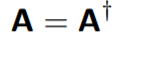 A = A†